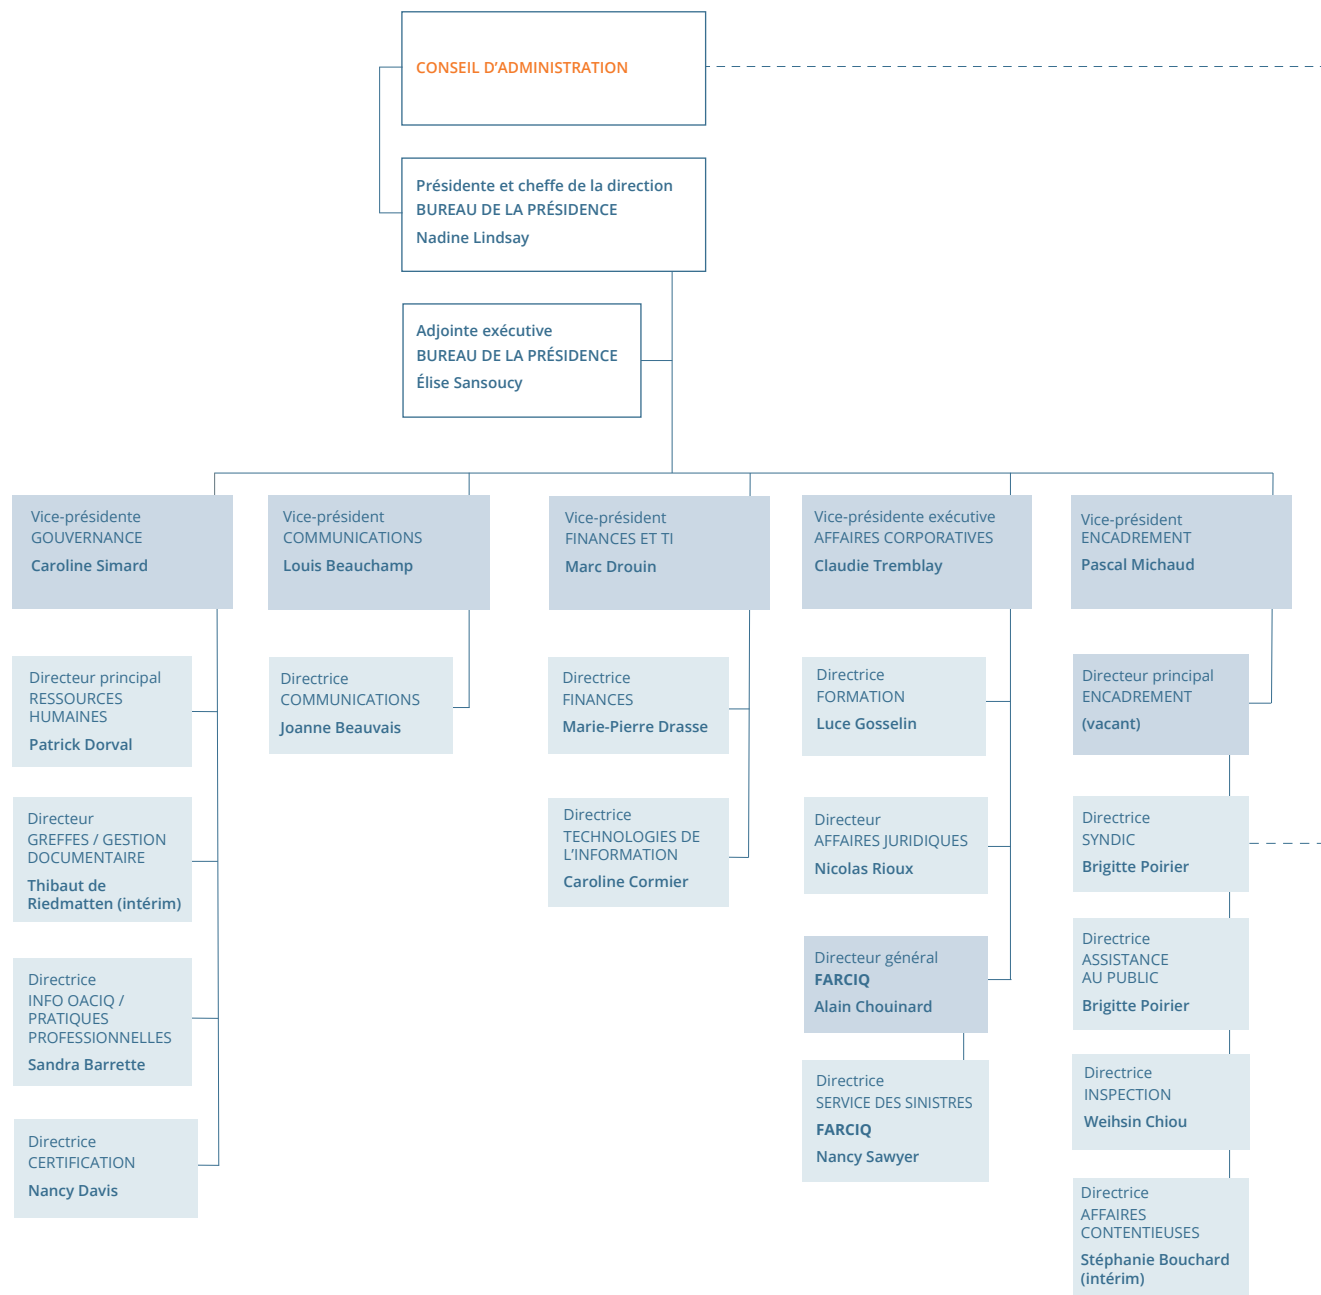 CONSEIL D'ADMINISTRATION
Présidente et cheffe de la direction
BUREAU DE LA PRÉSIDENCE
Nadine Lindsay
Adjointe exécutive
BUREAU DE LA PRÉSIDENCE
Élise Sansoucy
Vice-présidente
GOUVERNANCE
Caroline Simard
Vice-président
COMMUNICATIONS
Louis Beauchamp
Vice-président
FINANCES ET TI
Marc Drouin
Vice-présidente exécutive
AFFAIRES CORPORATIVES
Claudie Tremblay
Vice-président
ENCADREMENT
Pascal Michaud
Directeur principal
RESSOURCES
HUMAINES
Patrick Dorval
Directeur
GREFFES / GESTION
DOCUMENTAIRE
Thibaut de
Riedmatten (intérim)
Directrice
INFO OACIQ /
PRATIQUES
PROFESSIONNELLES
Sandra Barrette
Directrice
CERTIFICATION
Nancy Davis
Directrice
COMMUNICATIONS
Joanne Beauvais
Directrice
FINANCES
Marie-Pierre Drasse
Directrice
TECHNOLOGIES DE
L'INFORMATION
Caroline Cormier
Directrice
FORMATION
Luce Gosselin
Directeur
AFFAIRES JURIDIQUES
Nicolas Rioux
Directeur général
FARCIQ
Alain Chouinard
Directrice
SERVICE DES SINISTRES
FARCIQ
Nancy Sawyer
Directeur principal
ENCADREMENT
(vacant)
Directrice
SYNDIC
Brigitte Poirier
Directrice
ASSISTANCE
AU PUBLIC
Brigitte Poirier
Directrice
INSPECTION
Weihsin Chiou
Directrice
AFFAIRES
CONTENTIEUSES
Stéphanie Bouchard
(intérim)